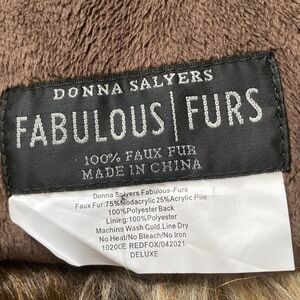 DONNA SALYERS
FABULOUS|FURS
100% FAUX FUR
MADE IN CHINA
Donna Salyers Fabulous-Furs
Faux Fur:75%Modacrylic 25%Acrylic Pile
100%Polyester Back
Lining:100%Polyester
Machina Wash Cold.Line Dry
No Heat/No Bleach/No Iron
10200E REDFOX/042021
DELUXE